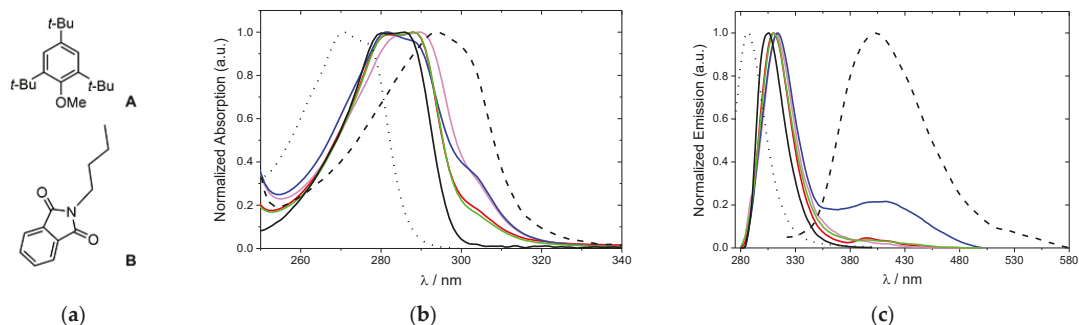 t-Bu
t-Bu
t-Bu
OMe
A
O
N
O
B
(a)
Normalized Absorption (a.u.)
1.0
0.8
0.6
0.4
0.2
0.0
260
280
300
320
340
λ / nm
(b)
Normalized Emission (a.u.)
1.0
0.8
0.6
0.4
0.2
0.0
280
330
380
430
480
530
580
λ / nm
(c)